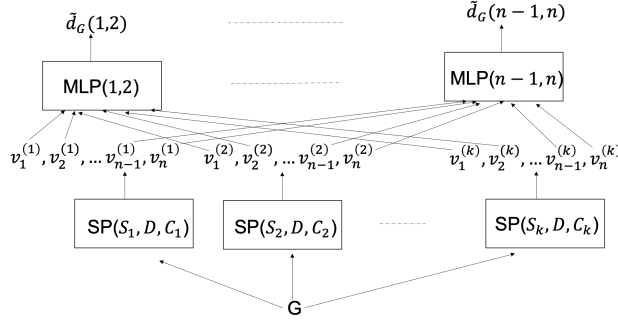 d̃_G(1,2) d̃_G(n − 1, n)
MLP(1,2) MLP(n − 1, n)
v_1^(1), v_2^(1), … v_{n−1}^(1), v_n^(1) v_1^(2), v_2^(2), … v_{n−1}^(2), v_n^(2) v_1^(k), v_2^(k), … v_{n−1}^(k), v_n^(k)
SP(S_1, D, C_1) SP(S_2, D, C_2) SP(S_k, D, C_k)
G